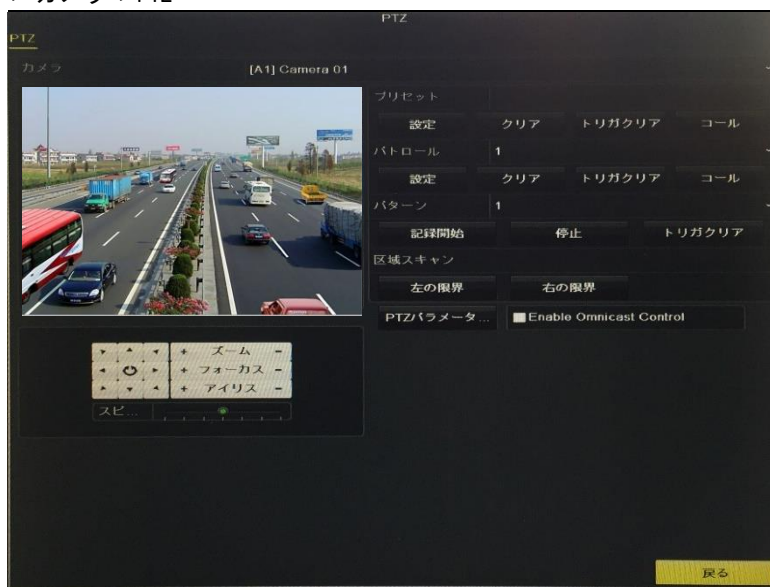 PTZ
PTZ
カメラ [A1] Camera 01
プリセット
設定 クリア トリガクリア コール
パトロール 1
設定 クリア トリガクリア コール
パターン 1
記録開始 停止 トリガクリア
区域スキャン
左の限界 右の限界
PTZパラメータ... Enable Omnicast Control
+ ズーム -
+ フォーカス -
+ アイリス -
スピ...
戻る